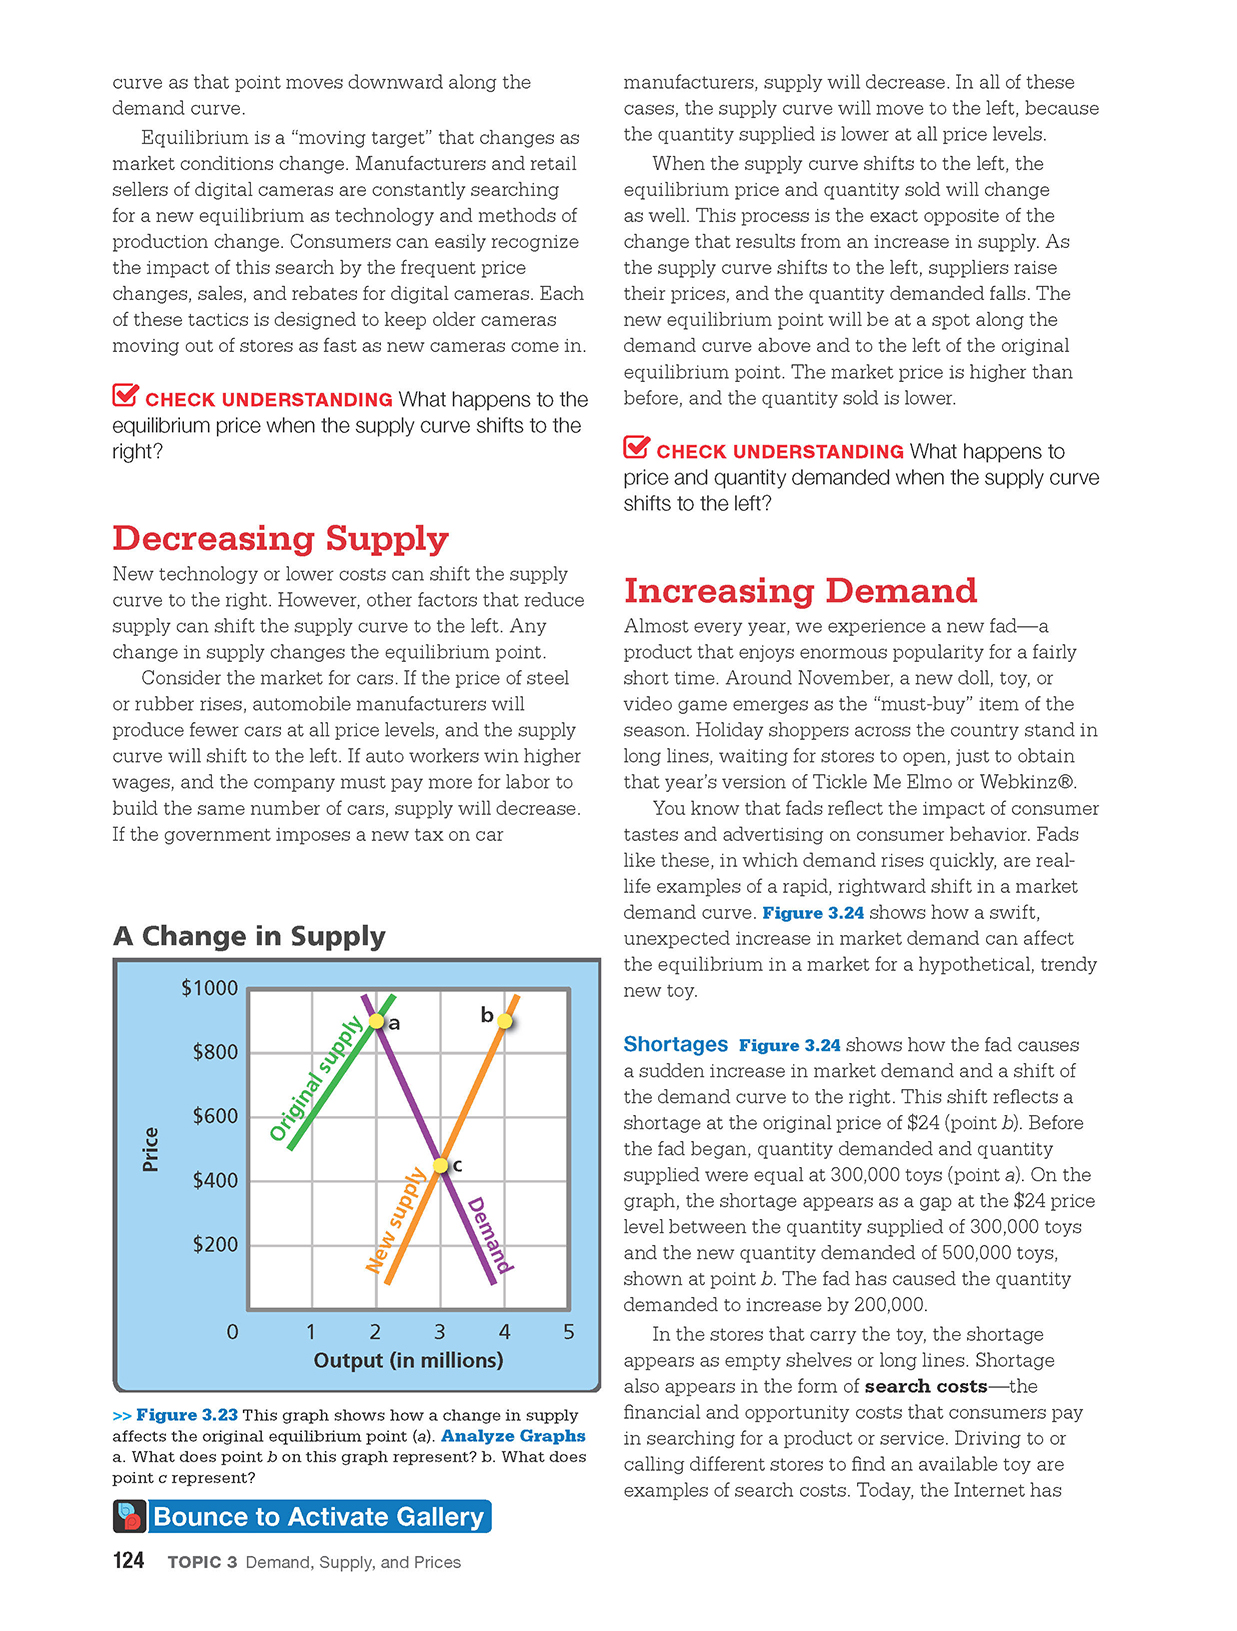 curve as that point moves downward along the
demand curve.
Equilibrium is a “moving target” that changes as
market conditions change. Manufacturers and retail
sellers of digital cameras are constantly searching
for a new equilibrium as technology and methods of
production change. Consumers can easily recognize
the impact of this search by the frequent price
changes, sales, and rebates for digital cameras. Each
of these tactics is designed to keep older cameras
moving out of stores as fast as new cameras come in.
CHECK UNDERSTANDING What happens to the
equilibrium price when the supply curve shifts to the
right?
Decreasing Supply
New technology or lower costs can shift the supply
curve to the right. However, other factors that reduce
supply can shift the supply curve to the left. Any
change in supply changes the equilibrium point.
Consider the market for cars. If the price of steel
or rubber rises, automobile manufacturers will
produce fewer cars at all price levels, and the supply
curve will shift to the left. If auto workers win higher
wages, and the company must pay more for labor to
build the same number of cars, supply will decrease.
If the government imposes a new tax on car
A Change in Supply
$1000
$800
$600
$400
$200
Price
Original supply
a
b
c
New supply
Demand
0 1 2 3 4 5
Output (in millions)
>> Figure 3.23 This graph shows how a change in supply
affects the original equilibrium point (a). Analyze Graphs
a. What does point b on this graph represent? b. What does
point c represent?
Bounce to Activate Gallery
manufacturers, supply will decrease. In all of these
cases, the supply curve will move to the left, because
the quantity supplied is lower at all price levels.
When the supply curve shifts to the left, the
equilibrium price and quantity sold will change
as well. This process is the exact opposite of the
change that results from an increase in supply. As
the supply curve shifts to the left, suppliers raise
their prices, and the quantity demanded falls. The
new equilibrium point will be at a spot along the
demand curve above and to the left of the original
equilibrium point. The market price is higher than
before, and the quantity sold is lower.
CHECK UNDERSTANDING What happens to
price and quantity demanded when the supply curve
shifts to the left?
Increasing Demand
Almost every year, we experience a new fad—a
product that enjoys enormous popularity for a fairly
short time. Around November, a new doll, toy, or
video game emerges as the “must-buy” item of the
season. Holiday shoppers across the country stand in
long lines, waiting for stores to open, just to obtain
that year’s version of Tickle Me Elmo or Webkinz®.
You know that fads reflect the impact of consumer
tastes and advertising on consumer behavior. Fads
like these, in which demand rises quickly, are real-
life examples of a rapid, rightward shift in a market
demand curve. Figure 3.24 shows how a swift,
unexpected increase in market demand can affect
the equilibrium in a market for a hypothetical, trendy
new toy.
Shortages Figure 3.24 shows how the fad causes
a sudden increase in market demand and a shift of
the demand curve to the right. This shift reflects a
shortage at the original price of $24 (point b). Before
the fad began, quantity demanded and quantity
supplied were equal at 300,000 toys (point a). On the
graph, the shortage appears as a gap at the $24 price
level between the quantity supplied of 300,000 toys
and the new quantity demanded of 500,000 toys,
shown at point b. The fad has caused the quantity
demanded to increase by 200,000.
In the stores that carry the toy, the shortage
appears as empty shelves or long lines. Shortage
also appears in the form of search costs—the
financial and opportunity costs that consumers pay
in searching for a product or service. Driving to or
calling different stores to find an available toy are
examples of search costs. Today, the Internet has
124 TOPIC 3 Demand, Supply, and Prices